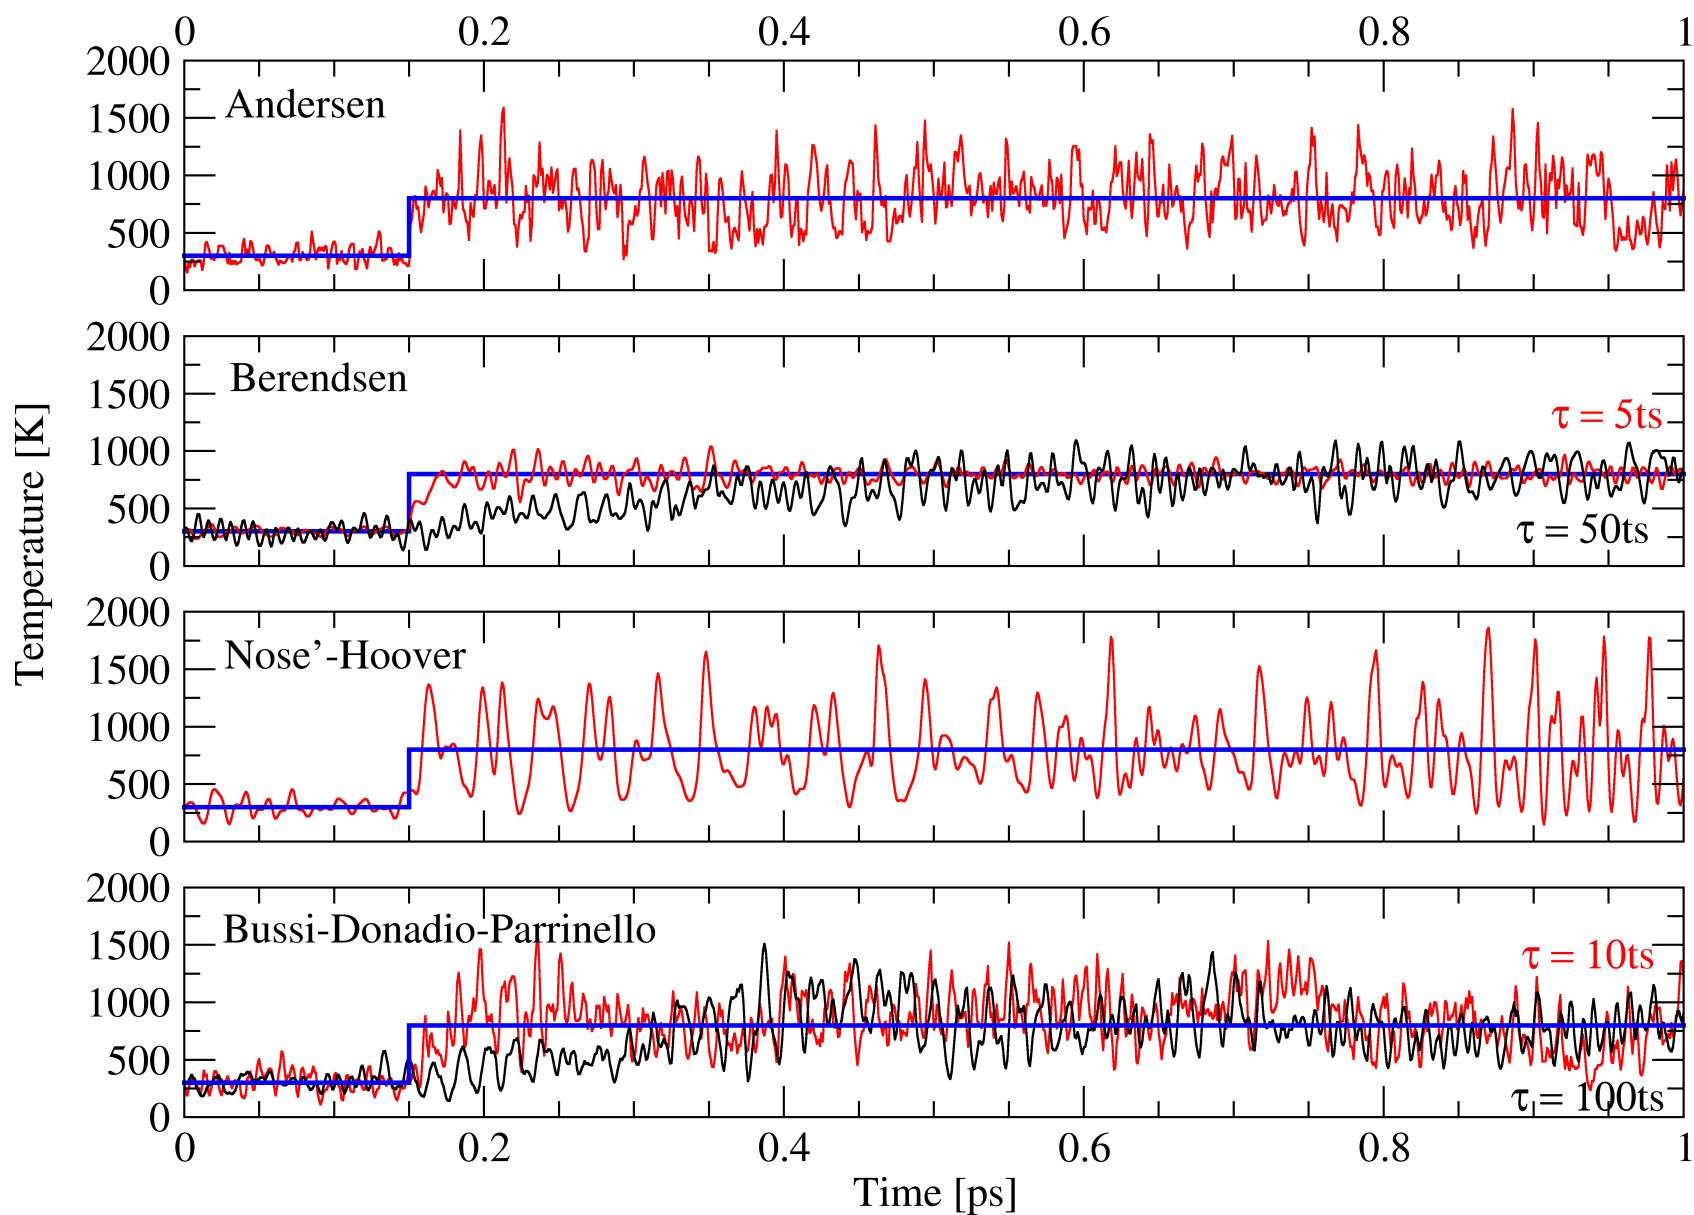 0 0.2 0.4 0.6 0.8 1
2000
Andersen
1500
1000
500
0
2000
Berendsen
1500
τ = 5ts
1000
500
τ = 50ts
0
Temperature [K]
2000
Nose’-Hoover
1500
1000
500
0
2000
Bussi-Donadio-Parrinello
1500
τ = 10ts
1000
500
τ = 100ts
0
0 0.2 0.4 0.6 0.8 1
Time [ps]